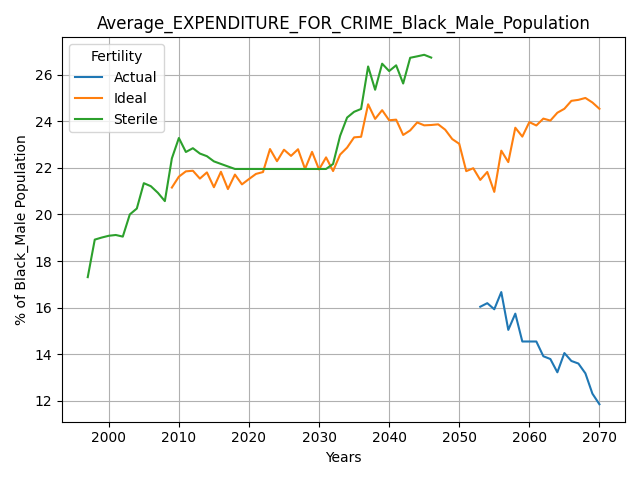 Average_EXPENDITURE_FOR_CRIME_Black_Male_Population
Fertility
Actual
Ideal
Sterile
% of Black_Male Population
26
24
22
20
18
16
14
12
2000 2010 2020 2030 2040 2050 2060 2070
Years